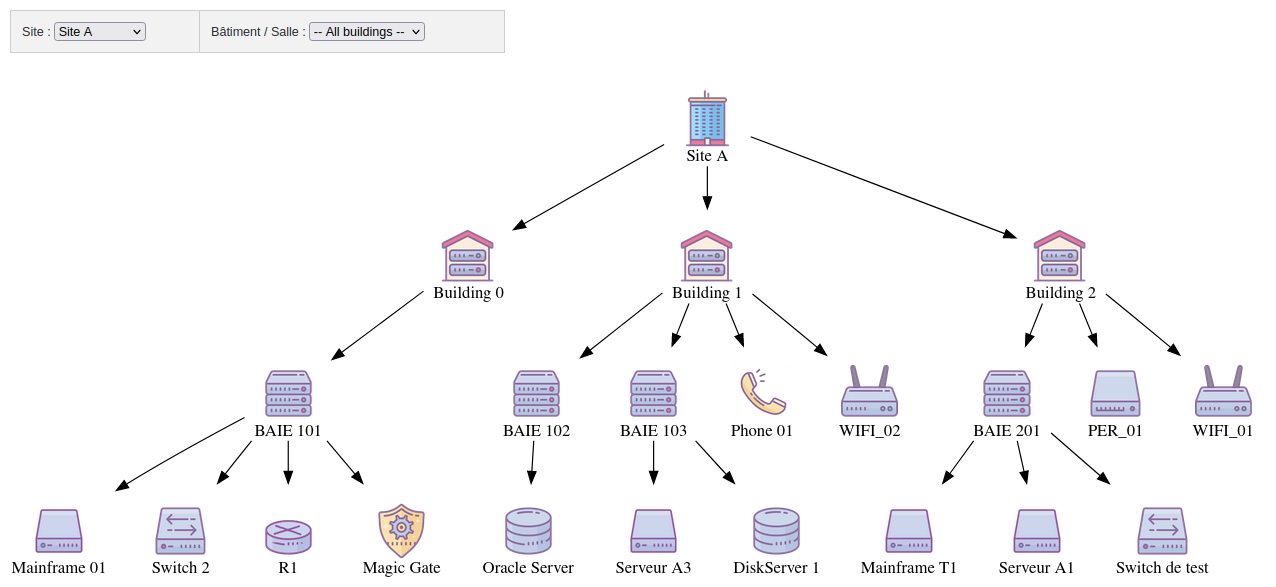 Site : Site A Bâtiment / Salle : -- All buildings --
Site A
Building 0 Building 1 Building 2
BAIE 101 BAIE 102 BAIE 103 Phone 01 WIFI_02 BAIE 201 PER_01 WIFI_01
Mainframe 01 Switch 2 R1 Magic Gate Oracle Server Serveur A3 DiskServer 1 Mainframe T1 Serveur A1 Switch de test